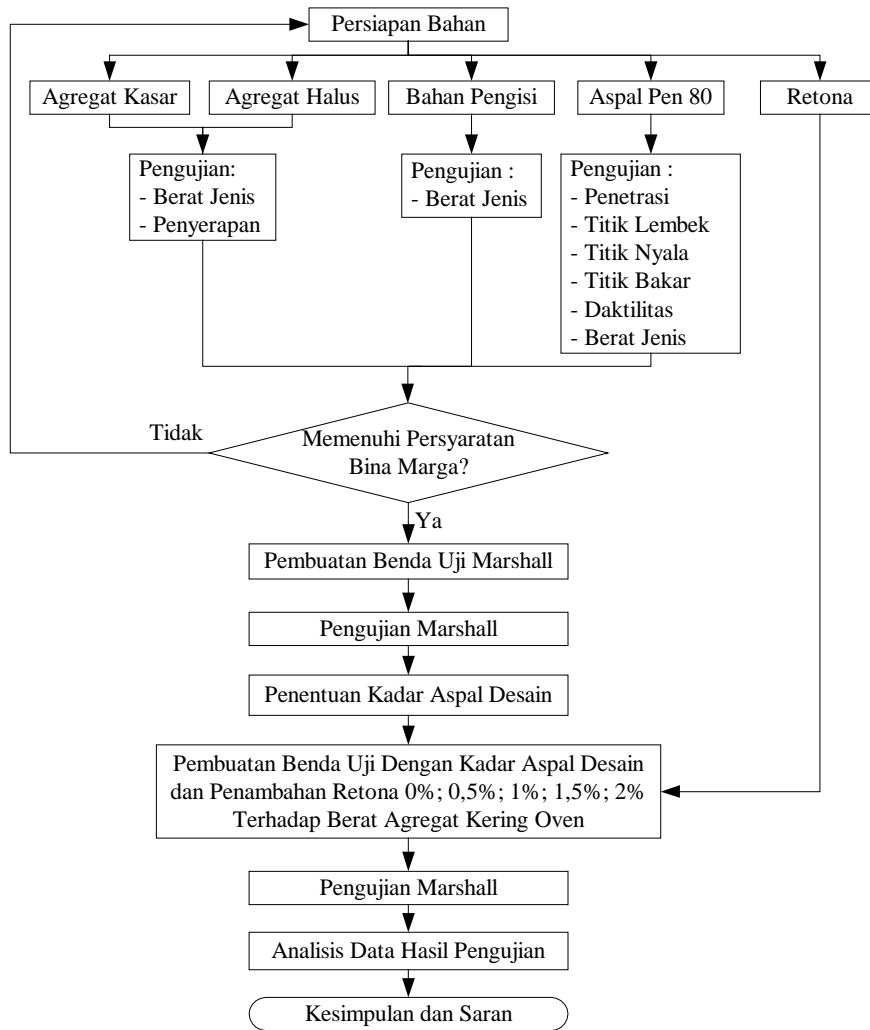 Persiapan Bahan
Agregat Kasar
Agregat Halus
Bahan Pengisi
Aspal Pen 80
Retona
Pengujian:
- Berat Jenis
- Penyerapan
Pengujian :
- Berat Jenis
Pengujian :
- Penetrasi
- Titik Lembek
- Titik Nyala
- Titik Bakar
- Daktilitas
- Berat Jenis
Tidak
Memenuhi Persyaratan
Bina Marga?
Ya
Pembuatan Benda Uji Marshall
Pengujian Marshall
Penentuan Kadar Aspal Desain
Pembuatan Benda Uji Dengan Kadar Aspal Desain
dan Penambahan Retona 0%; 0,5%; 1%; 1,5%; 2%
Terhadap Berat Agregat Kering Oven
Pengujian Marshall
Analisis Data Hasil Pengujian
Kesimpulan dan Saran